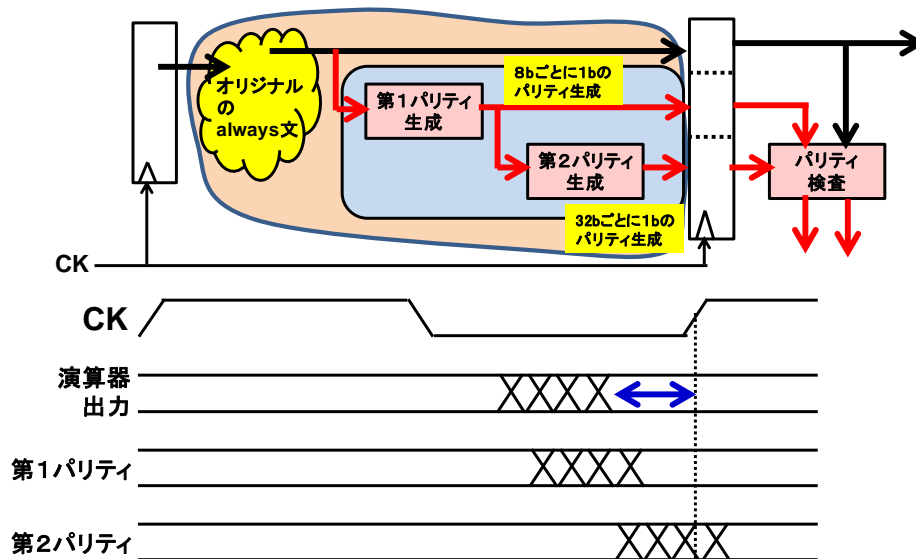 オリジナル
の
always文
8bごとに1bの
パリティ生成
第1パリティ
生成
第2パリティ
生成
32bごとに1bの
パリティ生成
パリティ
検査
CK
CK
演算器
出力
第1パリティ
第2パリティ